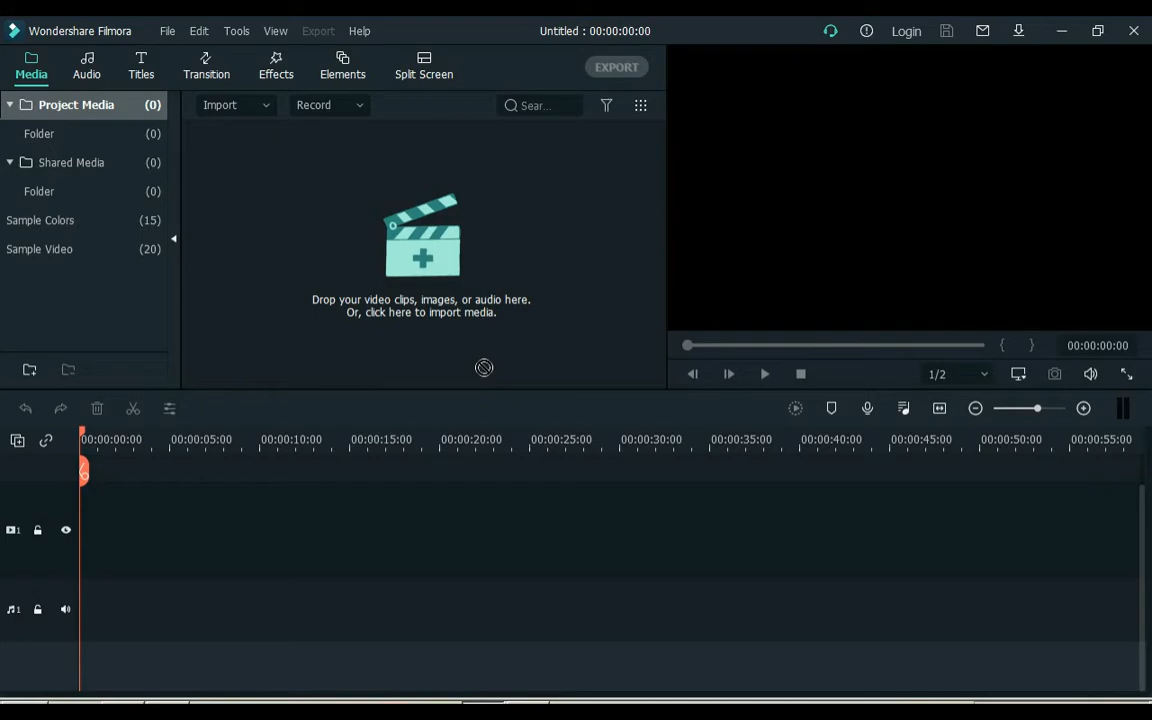 Wondershare Filmora File Edit Tools View Export Help Untitled : 00:00:00:00 Login
Media Audio Titles Transition Effects Elements Split Screen EXPORT
Project Media (0)
Folder (0)
Shared Media (0)
Folder (0)
Sample Colors (15)
Sample Video (20)
Import Record Sear...
Drop your video clips, images, or audio here.
Or, click here to import media.
{ } 00:00:00:00
1/2
00:00:00:00 00:00:05:00 00:00:10:00 00:00:15:00 00:00:20:00 00:00:25:00 00:00:30:00 00:00:35:00 00:00:40:00 00:00:45:00 00:00:50:00 00:00:55:00
1
1